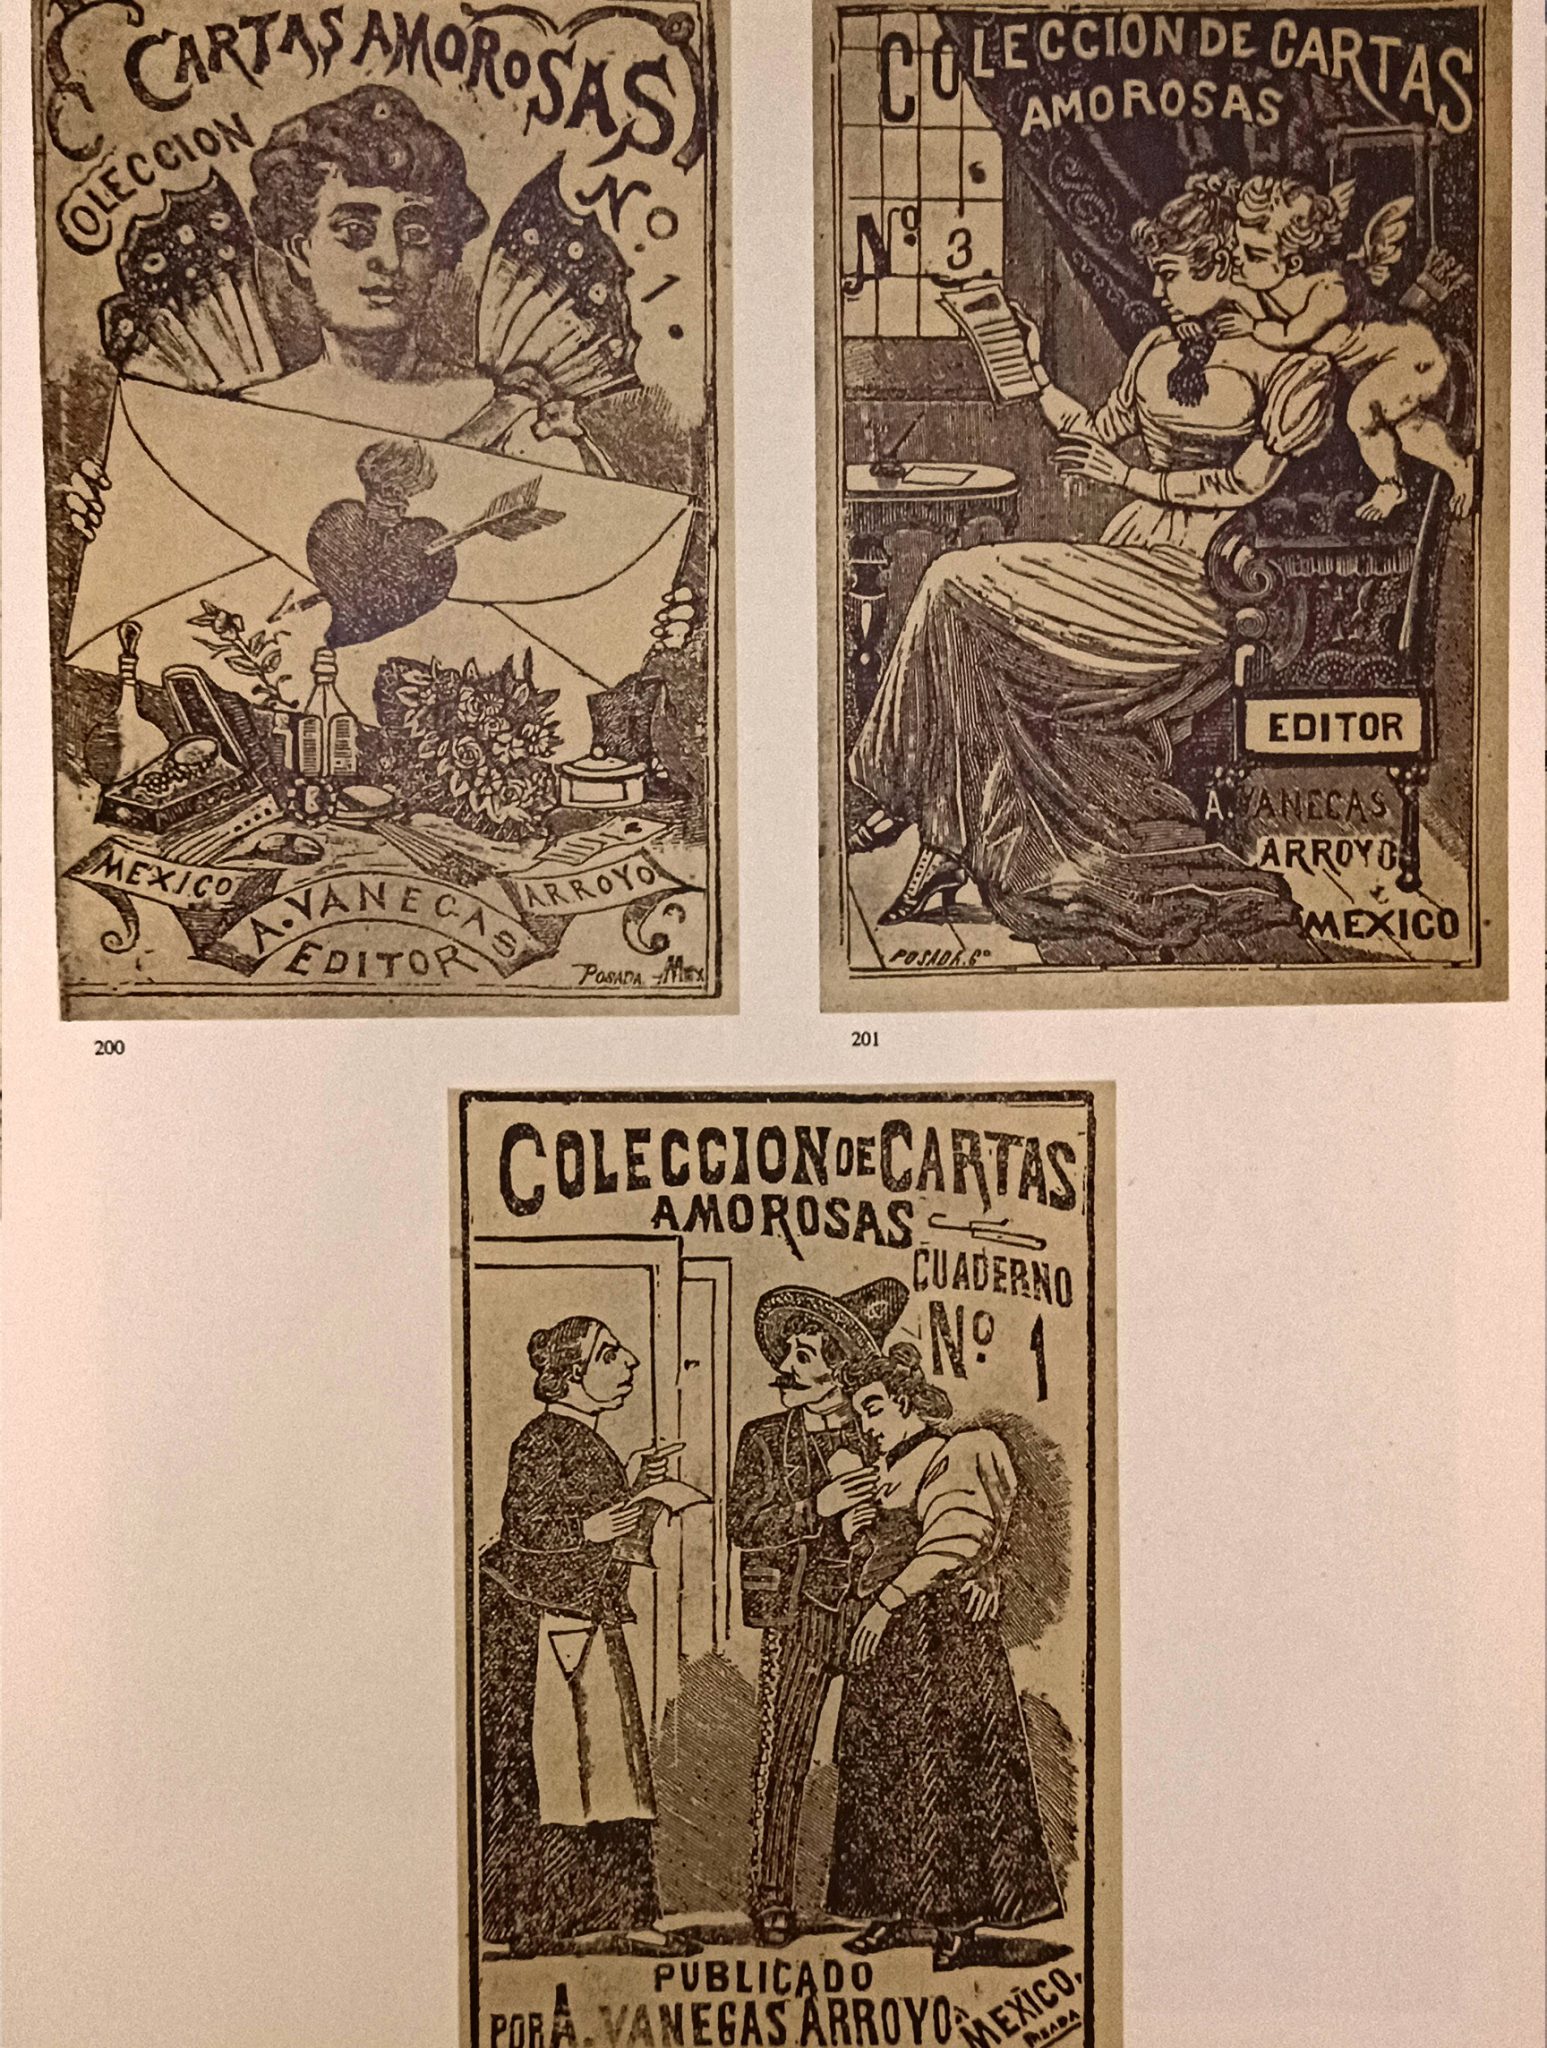 CARTAS AMOROSAS
COLECCION
No. 1.
MEXICO
A. VANEGAS
ARROYO
EDITOR
POSADA - MEX
200
COLECCION DE CARTAS
AMOROSAS
No. 3
EDITOR
A. VANEGAS
ARROYO
MEXICO
POSADA. Go
201
COLECCION DE CARTAS
AMOROSAS
CUADERNO
No. 1
PUBLICADO
POR A. VANEGAS ARROYO
MEXICO.
POSADA